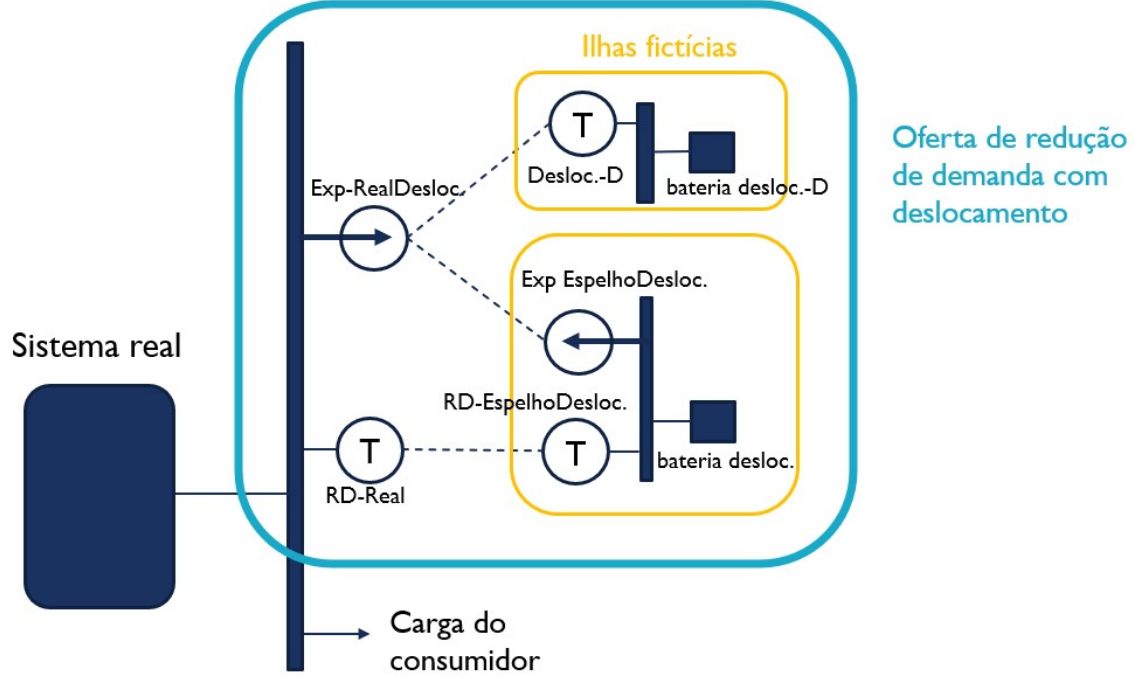 Ilhas fictícias
T
Desloc.-D
bateria desloc.-D
Oferta de redução
de demanda com
deslocamento
Exp-RealDesloc.
Exp EspelhoDesloc.
Sistema real
RD-EspelhoDesloc.
T
T
bateria desloc.
RD-Real
Carga do
consumidor